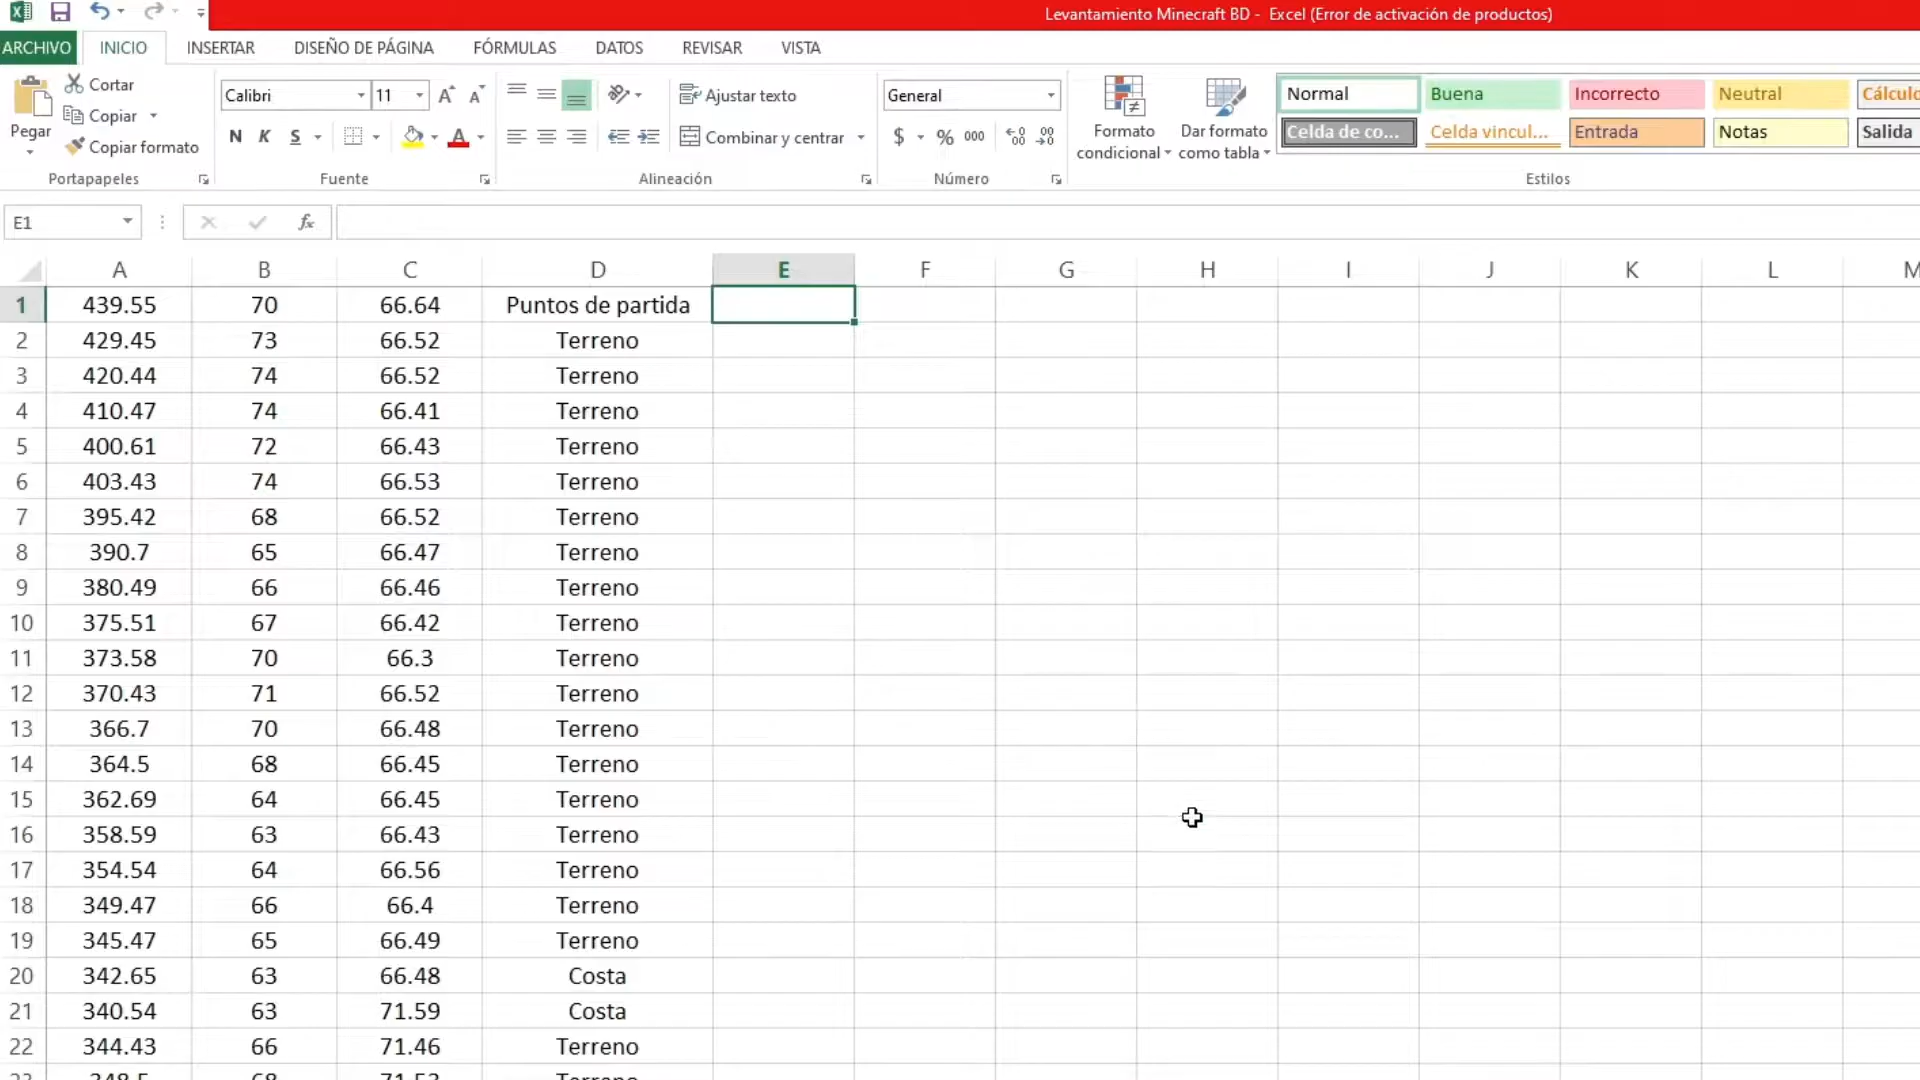 Levantamiento Minecraft BD - Excel (Error de activación de productos)
ARCHIVO INICIO INSERTAR DISEÑO DE PÁGINA FÓRMULAS DATOS REVISAR VISTA
Pegar
Cortar
Copiar
Copiar formato
Portapapeles
Calibri 11
N K S
Fuente
Ajustar texto
Combinar y centrar
Alineación
General
$ % 000
Número
Formato condicional
Dar formato como tabla
Normal Buena Incorrecto Neutral Cálculo
Celda de co... Celda vincul... Entrada Notas Salida
Estilos
E1 fx
A B C D E F G H I J K L M
1 439.55 70 66.64 Puntos de partida
2 429.45 73 66.52 Terreno
3 420.44 74 66.52 Terreno
4 410.47 74 66.41 Terreno
5 400.61 72 66.43 Terreno
6 403.43 74 66.53 Terreno
7 395.42 68 66.52 Terreno
8 390.7 65 66.47 Terreno
9 380.49 66 66.46 Terreno
10 375.51 67 66.42 Terreno
11 373.58 70 66.3 Terreno
12 370.43 71 66.52 Terreno
13 366.7 70 66.48 Terreno
14 364.5 68 66.45 Terreno
15 362.69 64 66.45 Terreno
16 358.59 63 66.43 Terreno
17 354.54 64 66.56 Terreno
18 349.47 66 66.4 Terreno
19 345.47 65 66.49 Terreno
20 342.65 63 66.48 Costa
21 340.54 63 71.59 Costa
22 344.43 66 71.46 Terreno